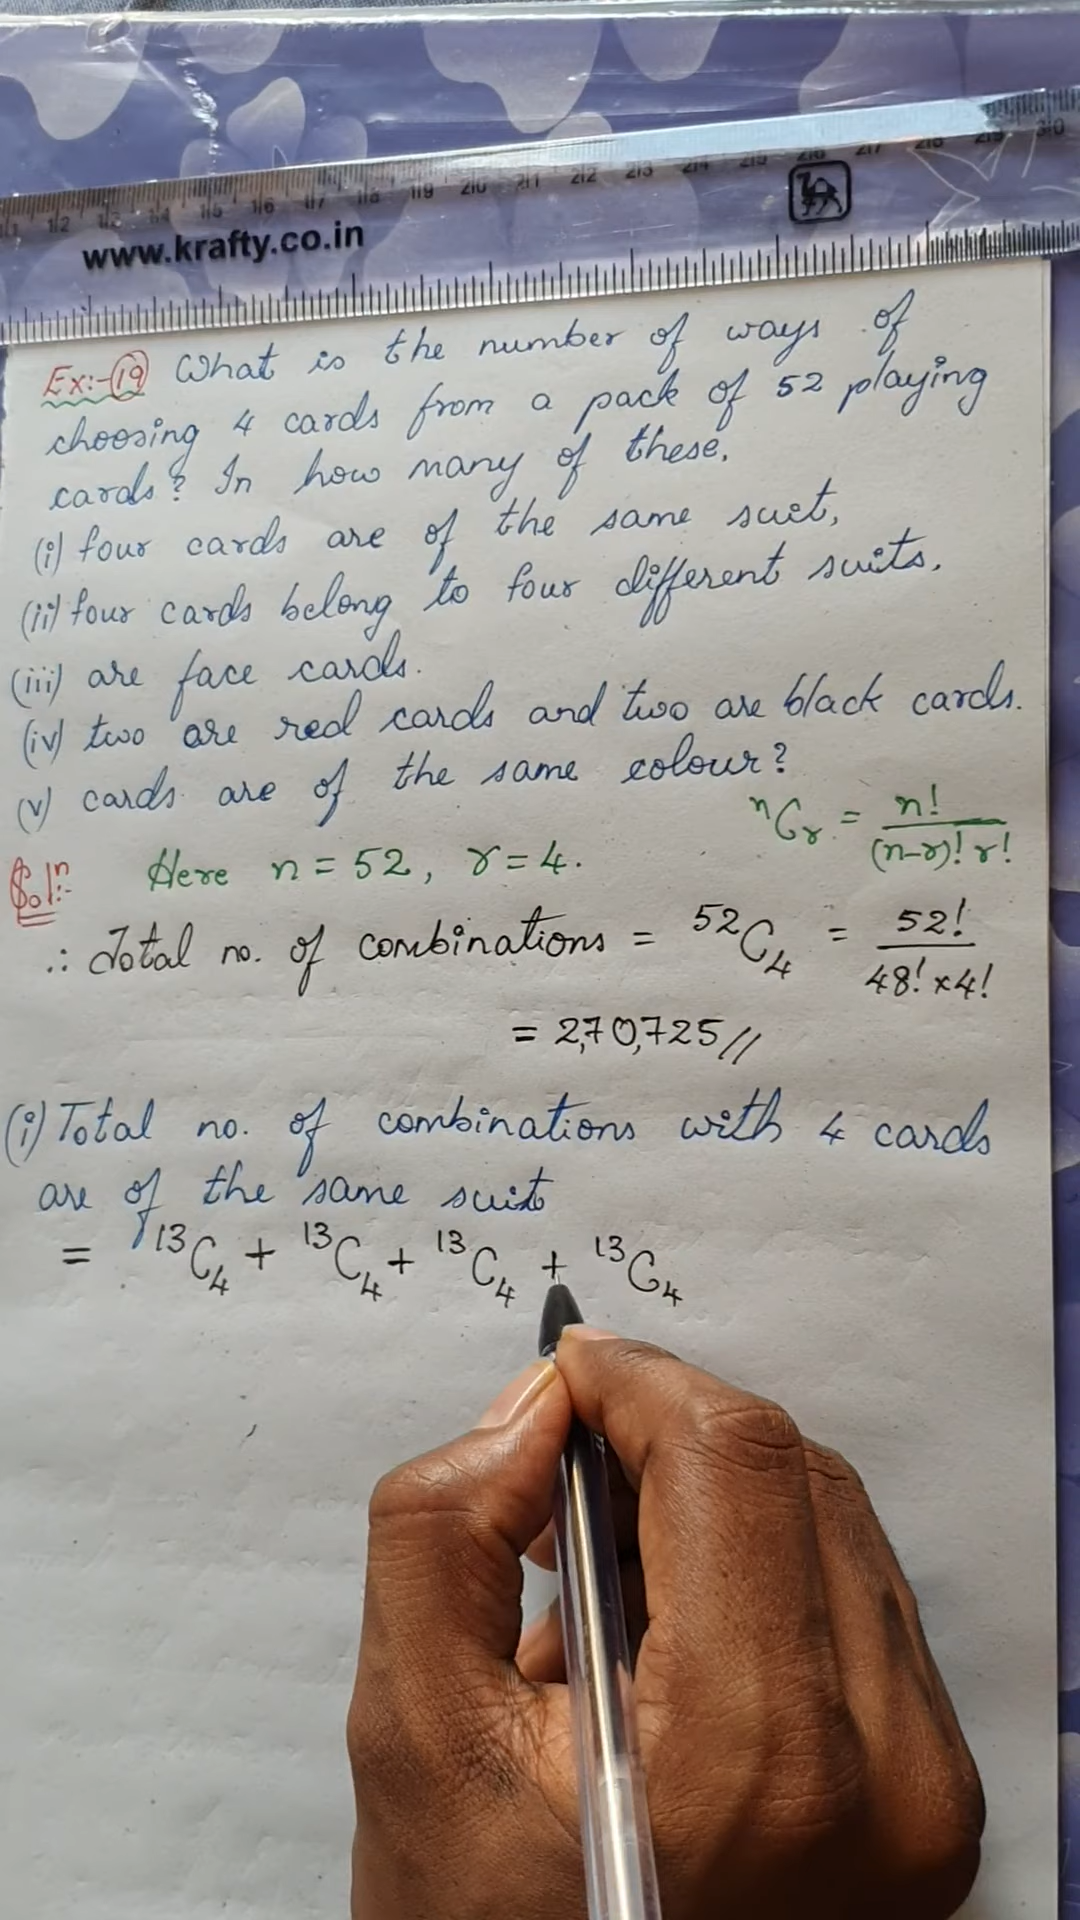 www.krafty.co.in
Ex:-(19) What is the number of ways of
choosing 4 cards from a pack of 52 playing
cards? In how many of these,
(i) four cards are of the same suit,
(ii) four cards belong to four different suits,
(iii) are face cards.
(iv) two are red cards and two are black cards.
(v) cards are of the same colour?
ⁿCᵣ = n! / (n-r)! r!
Solⁿ:- Here n = 52, r = 4.
∴ Total no. of combinations = ⁵²C₄ = 52! / 48! × 4!
= 2,70,725 //
(i) Total no. of combinations with 4 cards
are of the same suit
= ¹³C₄ + ¹³C₄ + ¹³C₄ + ¹³C₄